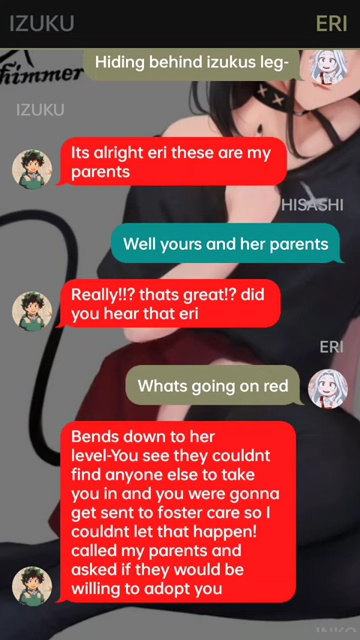 IZUKU
ERI
Hiding behind izukus leg-
himmer
IZUKU
Its alright eri these are my
parents
HISASHI
Well yours and her parents
Really!!? thats great!? did
you hear that eri
ERI
Whats going on red
Bends down to her
level-You see they couldnt
find anyone else to take
you in and you were gonna
get sent to foster care so I
couldnt let that happen!
called my parents and
asked if they would be
willing to adopt you